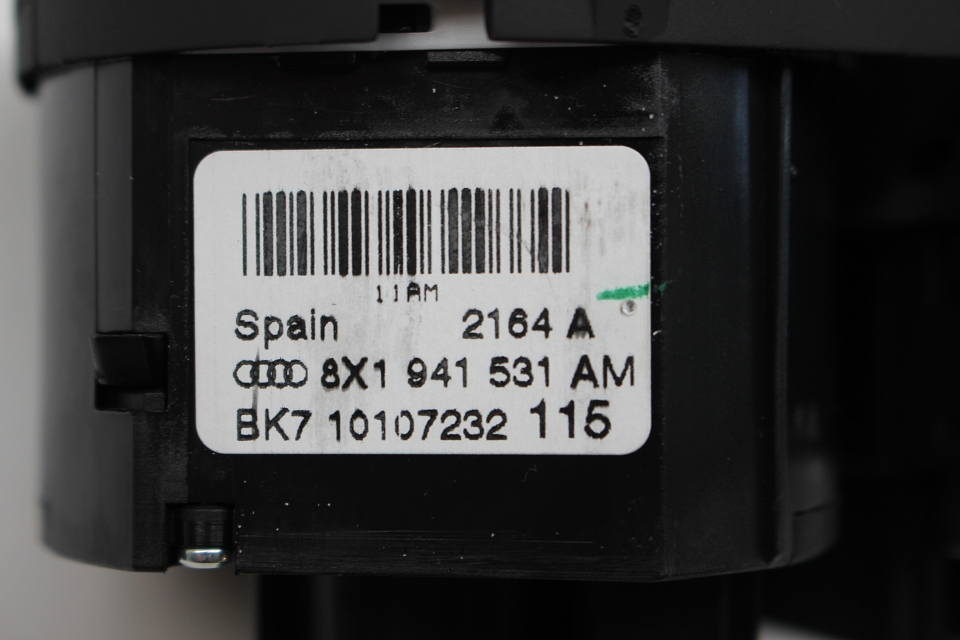 11AM
Spain 2164 A
8X1 941 531 AM
BK7 10107232 115